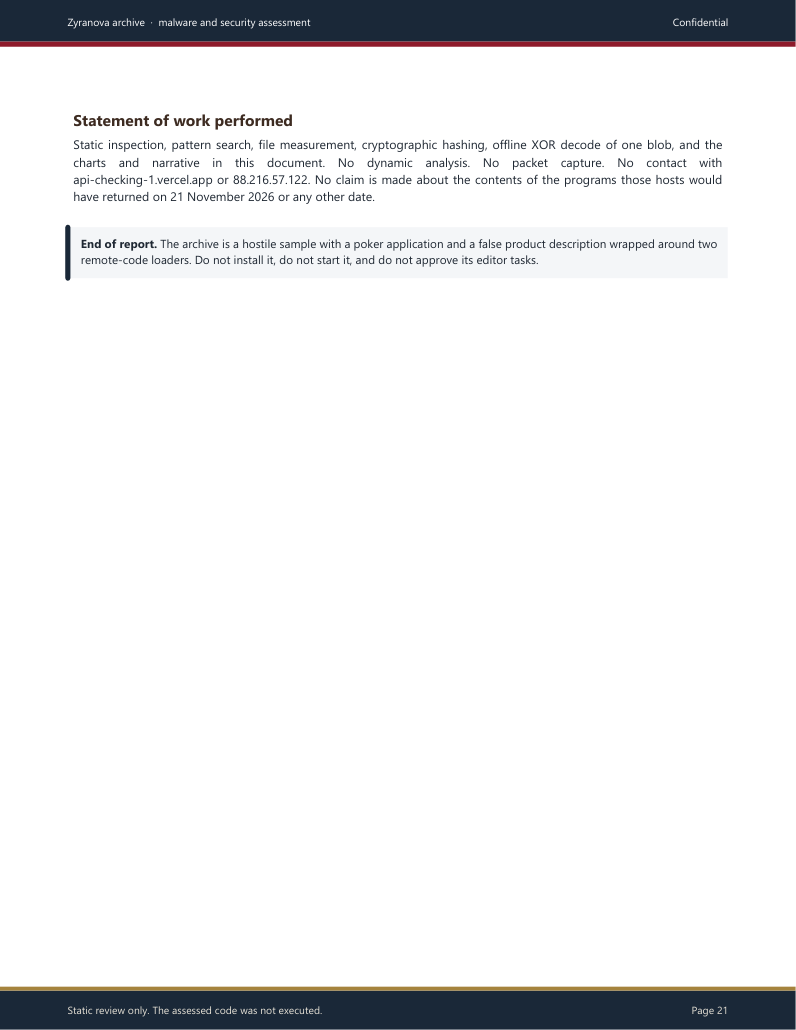 Zyranova archive · malware and security assessment
Confidential
Statement of work performed
Static inspection, pattern search, file measurement, cryptographic hashing, offline XOR decode of one blob, and the
charts and narrative in this document. No dynamic analysis. No packet capture. No contact with
api-checking-1.vercel.app or 88.216.57.122. No claim is made about the contents of the programs those hosts would
have returned on 21 November 2026 or any other date.
End of report. The archive is a hostile sample with a poker application and a false product description wrapped around two
remote-code loaders. Do not install it, do not start it, and do not approve its editor tasks.
Static review only. The assessed code was not executed.
Page 21